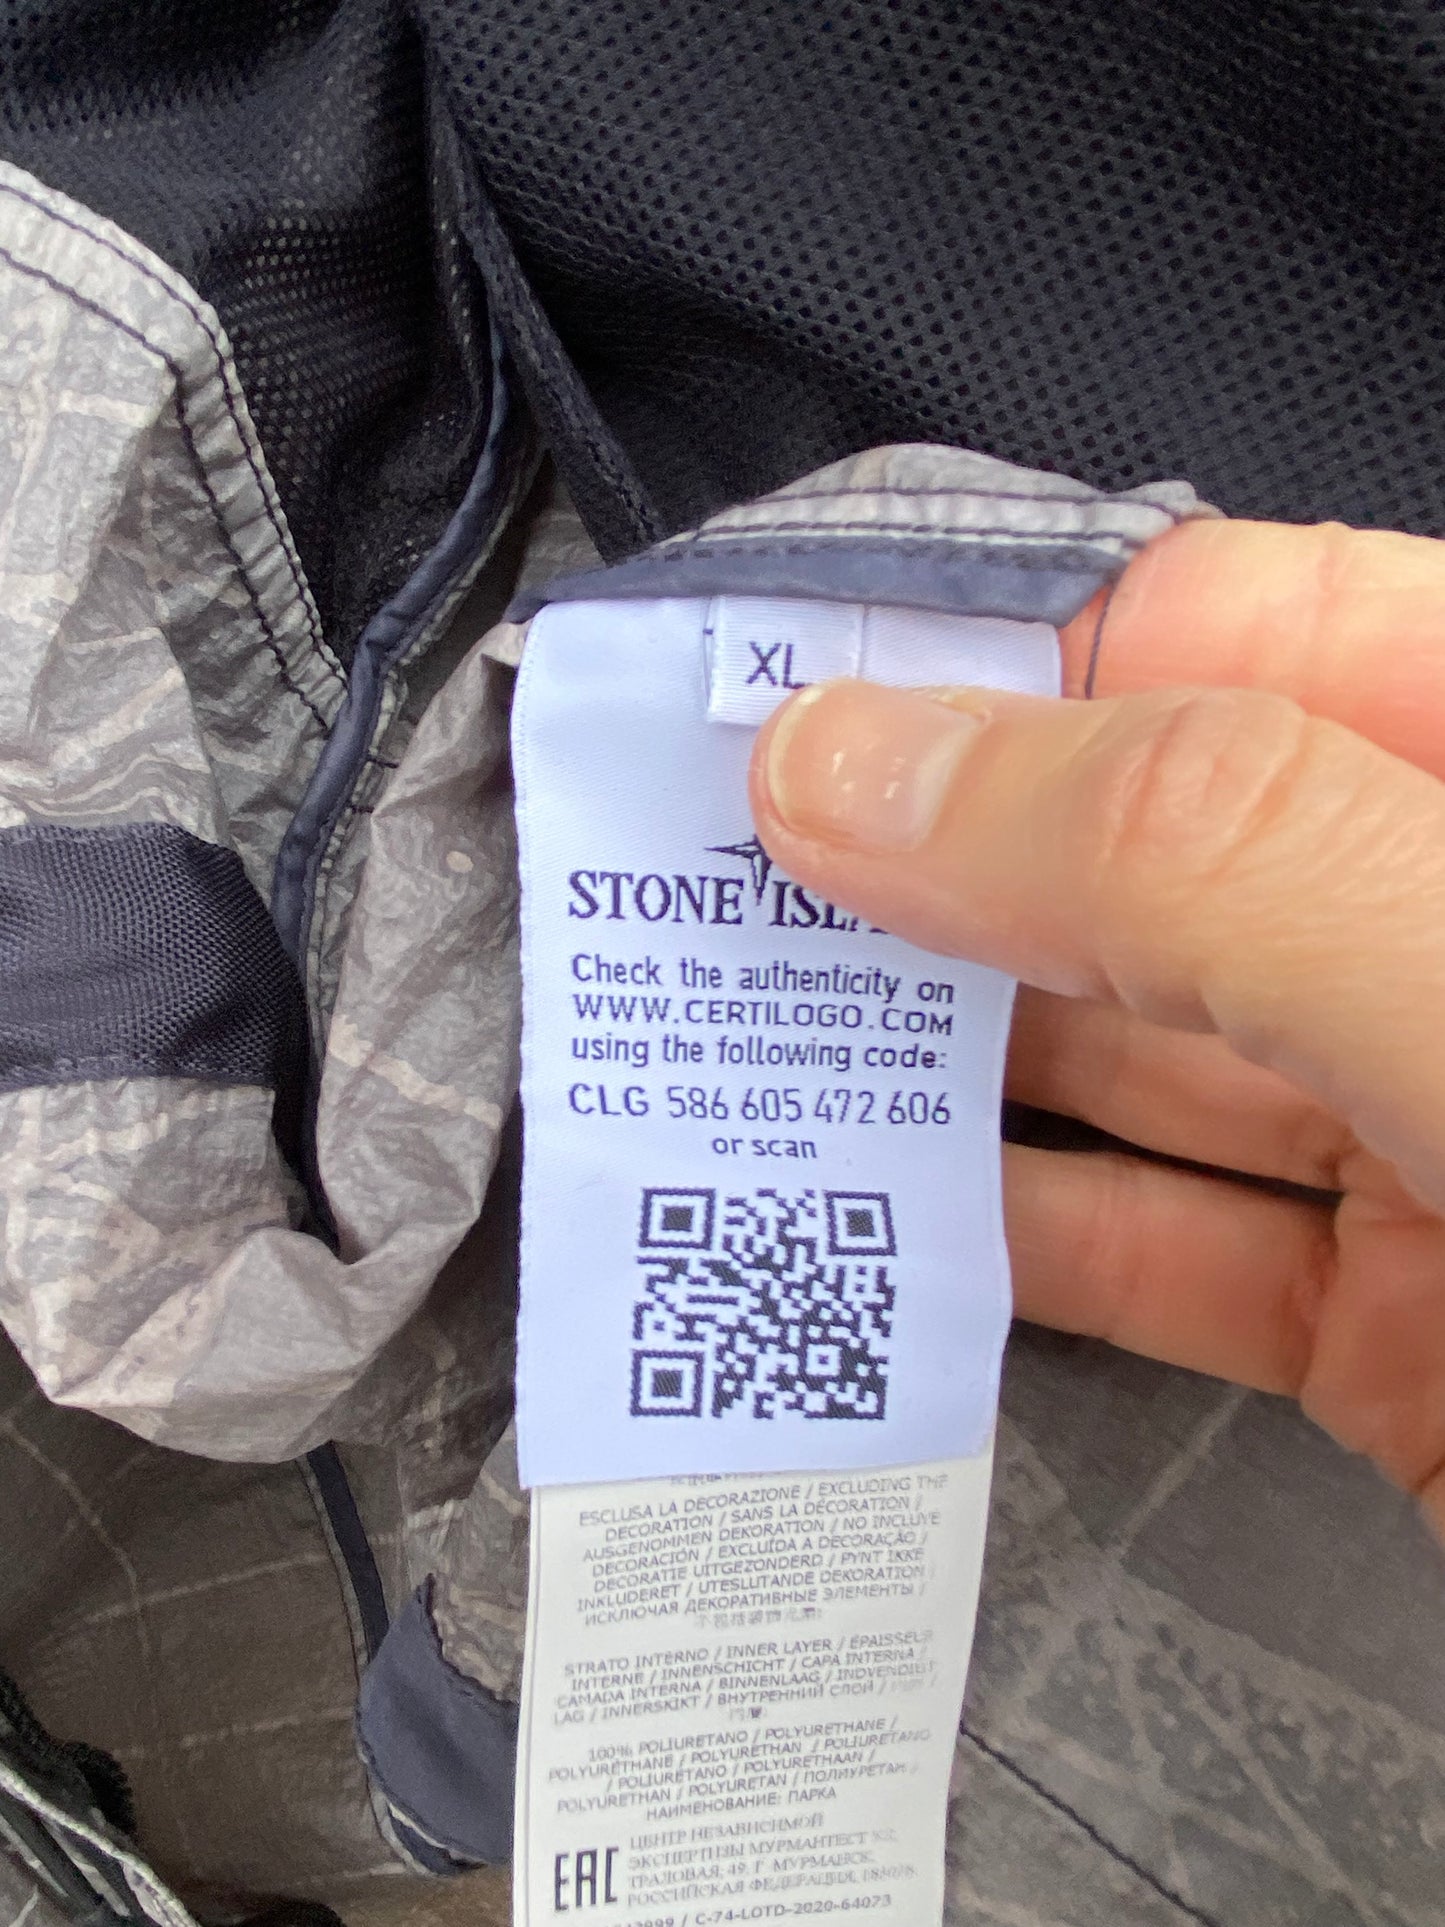 XL
STONE
Check the authenticity on
WWW.CERTILOGO.COM
using the following code:
CLG 586 605 472 606
or scan
ESCLUSA LA DECORAZIONE / EXCLUDING THE
DECORATION / SANS LA DÉCORATION /
AUSGENOMMEN DEKORATION / NO INCLUYE
DECORACIÓN / EXCLUÍDA A DECORAÇÃO /
DECORATIE UITGEZONDERD / PYNT IKKE
INKLUDERET / UTESLUTANDE DEKORATION /
ИСКЛЮЧАЯ ДЕКОРАТИВНЫЕ ЭЛЕМЕНТЫ /
STRATO INTERNO / INNER LAYER / ÉPAISSEUR
INTERNE / INNENSCHICHT / CAPA INTERNA /
CAMADA INTERNA / BINNENLAAG / INDVENDIGT
LAG / INNERSKIKT / ВНУТРЕННИЙ СЛОЙ /
100% POLIURETANO / POLYURETHANE /
POLYURÉTHANE / POLYURETHAN / POLIURETANO
/ POLIURETANO / POLYURETHAAN /
POLYURETHAN / POLYURETAN / ПОЛИУРЕТАН /
НАИМЕНОВАНИЕ: ПАРКА
EAC
ЦЕНТР НЕЗАВИСИМОЙ
ЭКСПЕРТИЗЫ МУРМАНТЕСТ
ТРАЛОВАЯ, 49, Г. МУРМАНСК,
РОССИЙСКАЯ ФЕДЕРАЦИЯ,
/ C-74-LOTD-2020-64073